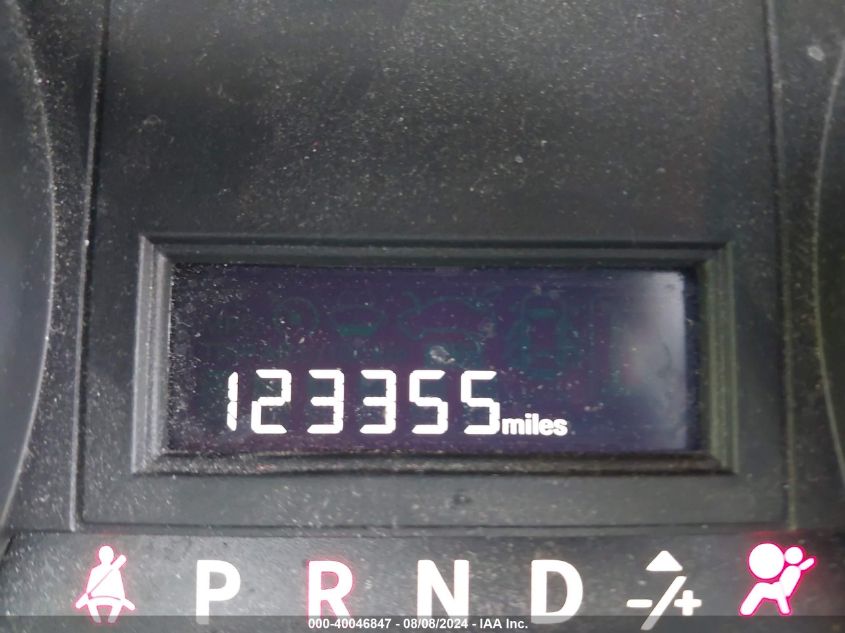 123355miles
P R N D -/+
000-40046847 - 08/08/2024 - IAA Inc.